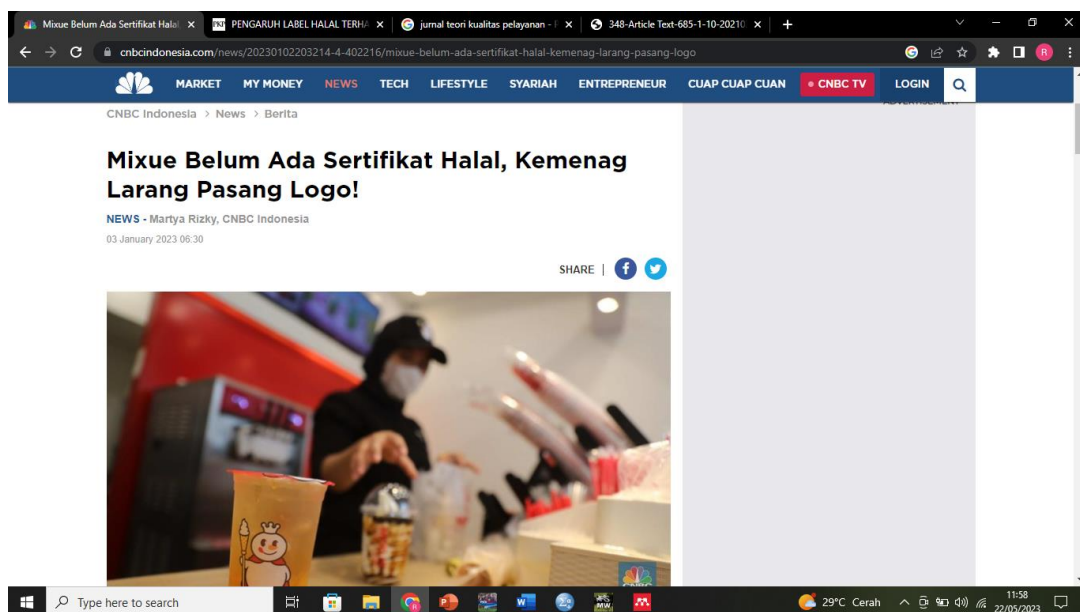 Mixue Belum Ada Sertifikat Hala
PENGARUH LABEL HALAL TERHA
jurnal teori kualitas pelayanan -
348-Article Text-685-1-10-20210
cnbcindonesia.com/news/20230102203214-4-402216/mixue-belum-ada-sertifikat-halal-kemenag-larang-pasang-logo
R
MARKET MY MONEY NEWS TECH LIFESTYLE SYARIAH ENTREPRENEUR CUAP CUAP CUAN CNBC TV LOGIN
ADVERTISEMENT
CNBC Indonesia > News > Berita
Mixue Belum Ada Sertifikat Halal, Kemenag
Larang Pasang Logo!
NEWS - Martya Rizky, CNBC Indonesia
03 January 2023 06:30
SHARE |
CNBC
Type here to search
29°C Cerah
11:58
22/05/2023